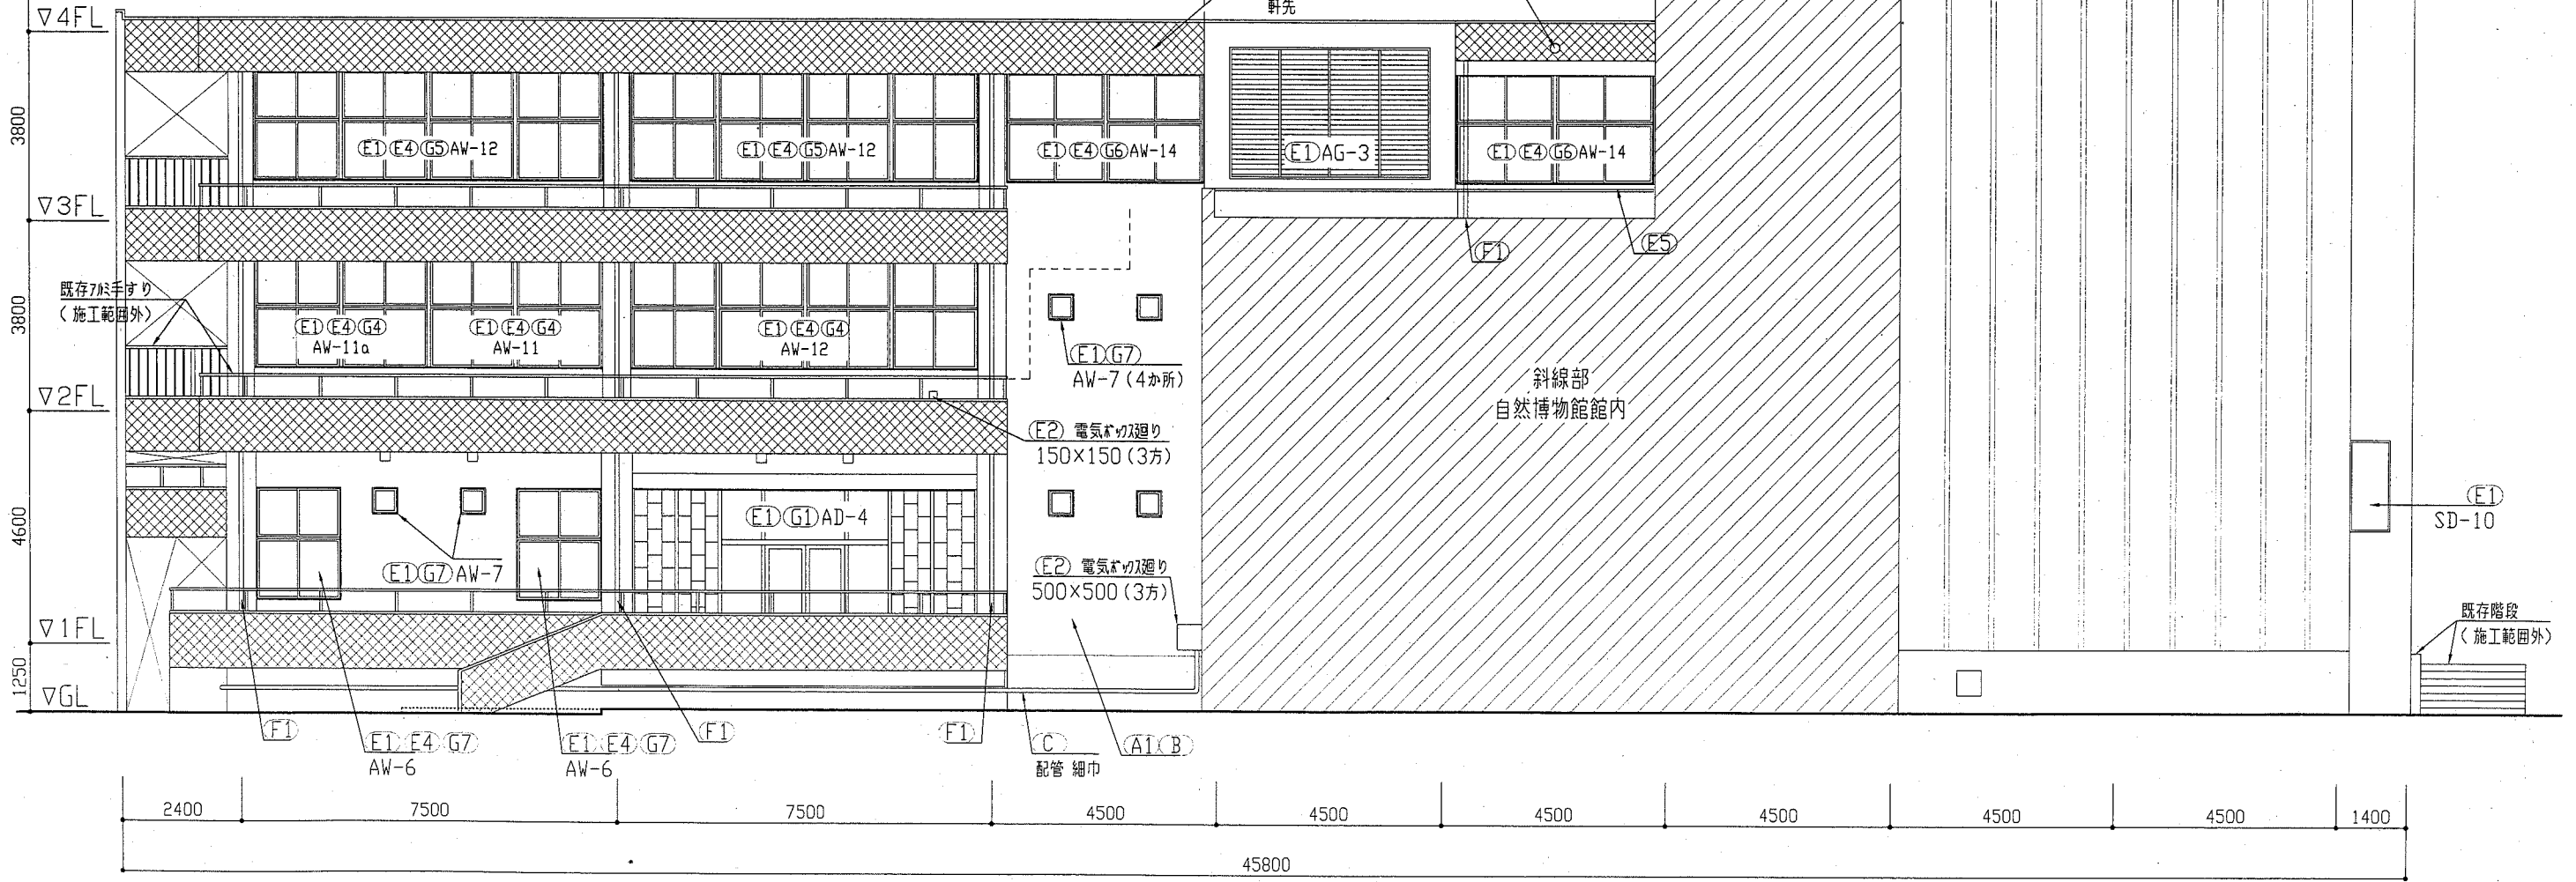 軒先
▽4FL
3800
E1 E4 G5 AW-12
E1 E4 G5 AW-12
E1 E4 G6 AW-14
E1 AG-3
E1 E4 G6 AW-14
▽3FL
F1
E5
3800
既存アルミ手すり
(施工範囲外)
E1 E4 G4
AW-11a
E1 E4 G4
AW-11
E1 E4 G4
AW-12
E1 G7
AW-7 (4か所)
斜線部
自然博物館館内
▽2FL
E2 電気ボックス廻り
150×150 (3方)
4600
E1 G1 AD-4
E1
SD-10
E1 G7 AW-7
E2 電気ボックス廻り
500×500 (3方)
既存階段
(施工範囲外)
▽1FL
1250
▽GL
F1
E1 E4 G7
AW-6
E1 E4 G7
AW-6
F1
F1
C
配管 細巾
A1 B
2400
7500
7500
4500
4500
4500
4500
4500
4500
1400
45800